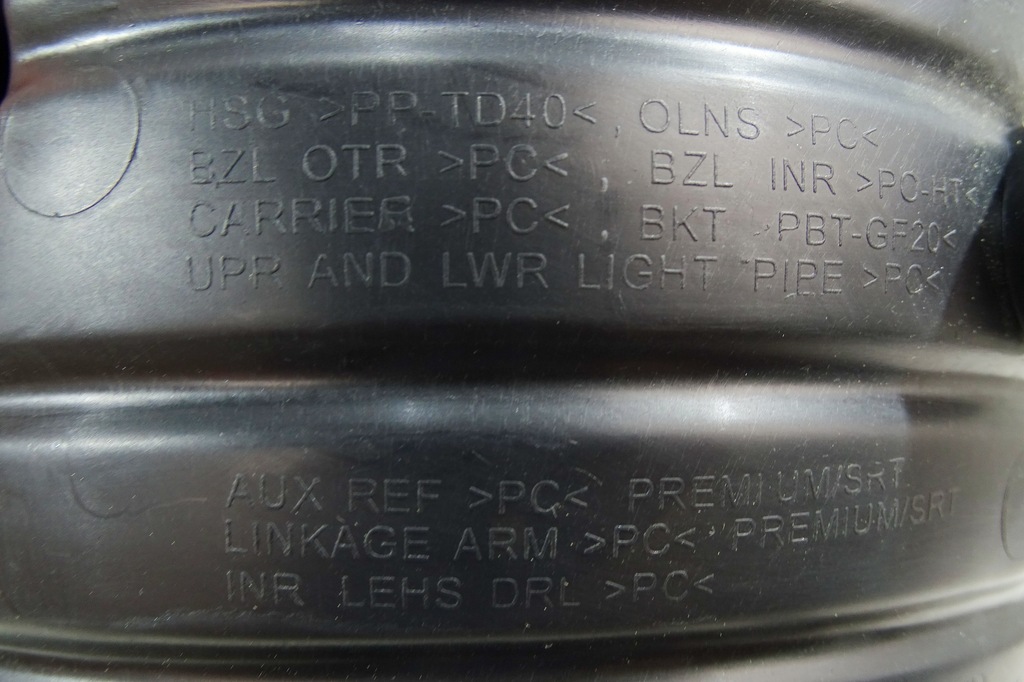 HSG >PP-TD40<, OLNS >PC<
BZL OTR >PC<, BZL INR >PC-HT<
CARRIER >PC<, BKT >PBT-GF20<
UPR AND LWR LIGHT PIPE >PC<
AUX REF >PC< PREMIUM/SRT
LINKAGE ARM >PC< PREMIUM/SRT
INR LEHS DRL >PC<